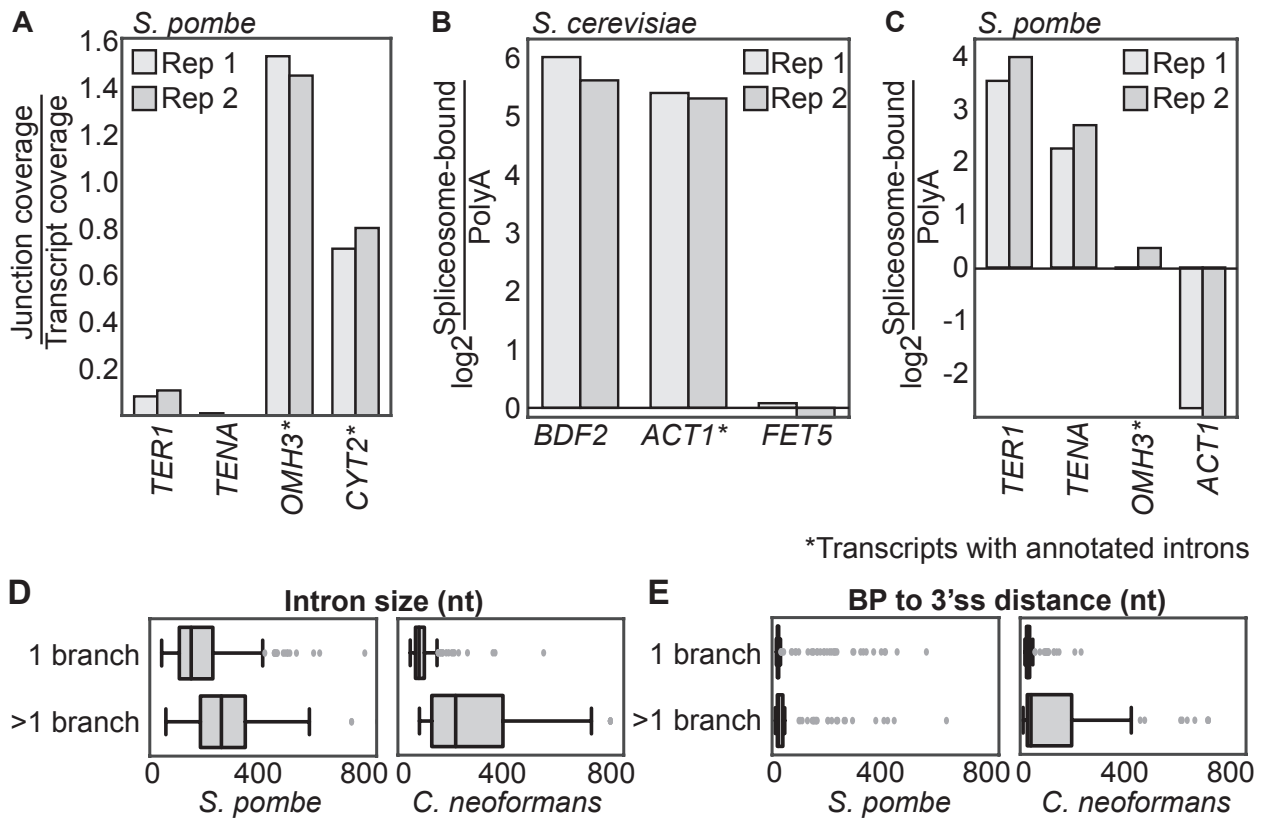 A S. pombe
Junction coverage
Transcript coverage
1.6
1.4
1.2
1.0
0.8
0.6
0.4
0.2
Rep 1
Rep 2
TER1
TENA
OMH3*
CYT2*
B S. cerevisiae
log2 Spliceosome-bound
PolyA
6
5
4
3
2
1
0
Rep 1
Rep 2
BDF2 ACT1* FET5
C S. pombe
log2 Spliceosome-bound
PolyA
4
3
2
1
0
-1
-2
Rep 1
Rep 2
TER1
TENA
OMH3*
ACT1
*Transcripts with annotated introns
D Intron size (nt)
1 branch
>1 branch
0 400 800
S. pombe
0 400 800
C. neoformans
E BP to 3'ss distance (nt)
1 branch
>1 branch
0 400 800
S. pombe
0 400 800
C. neoformans